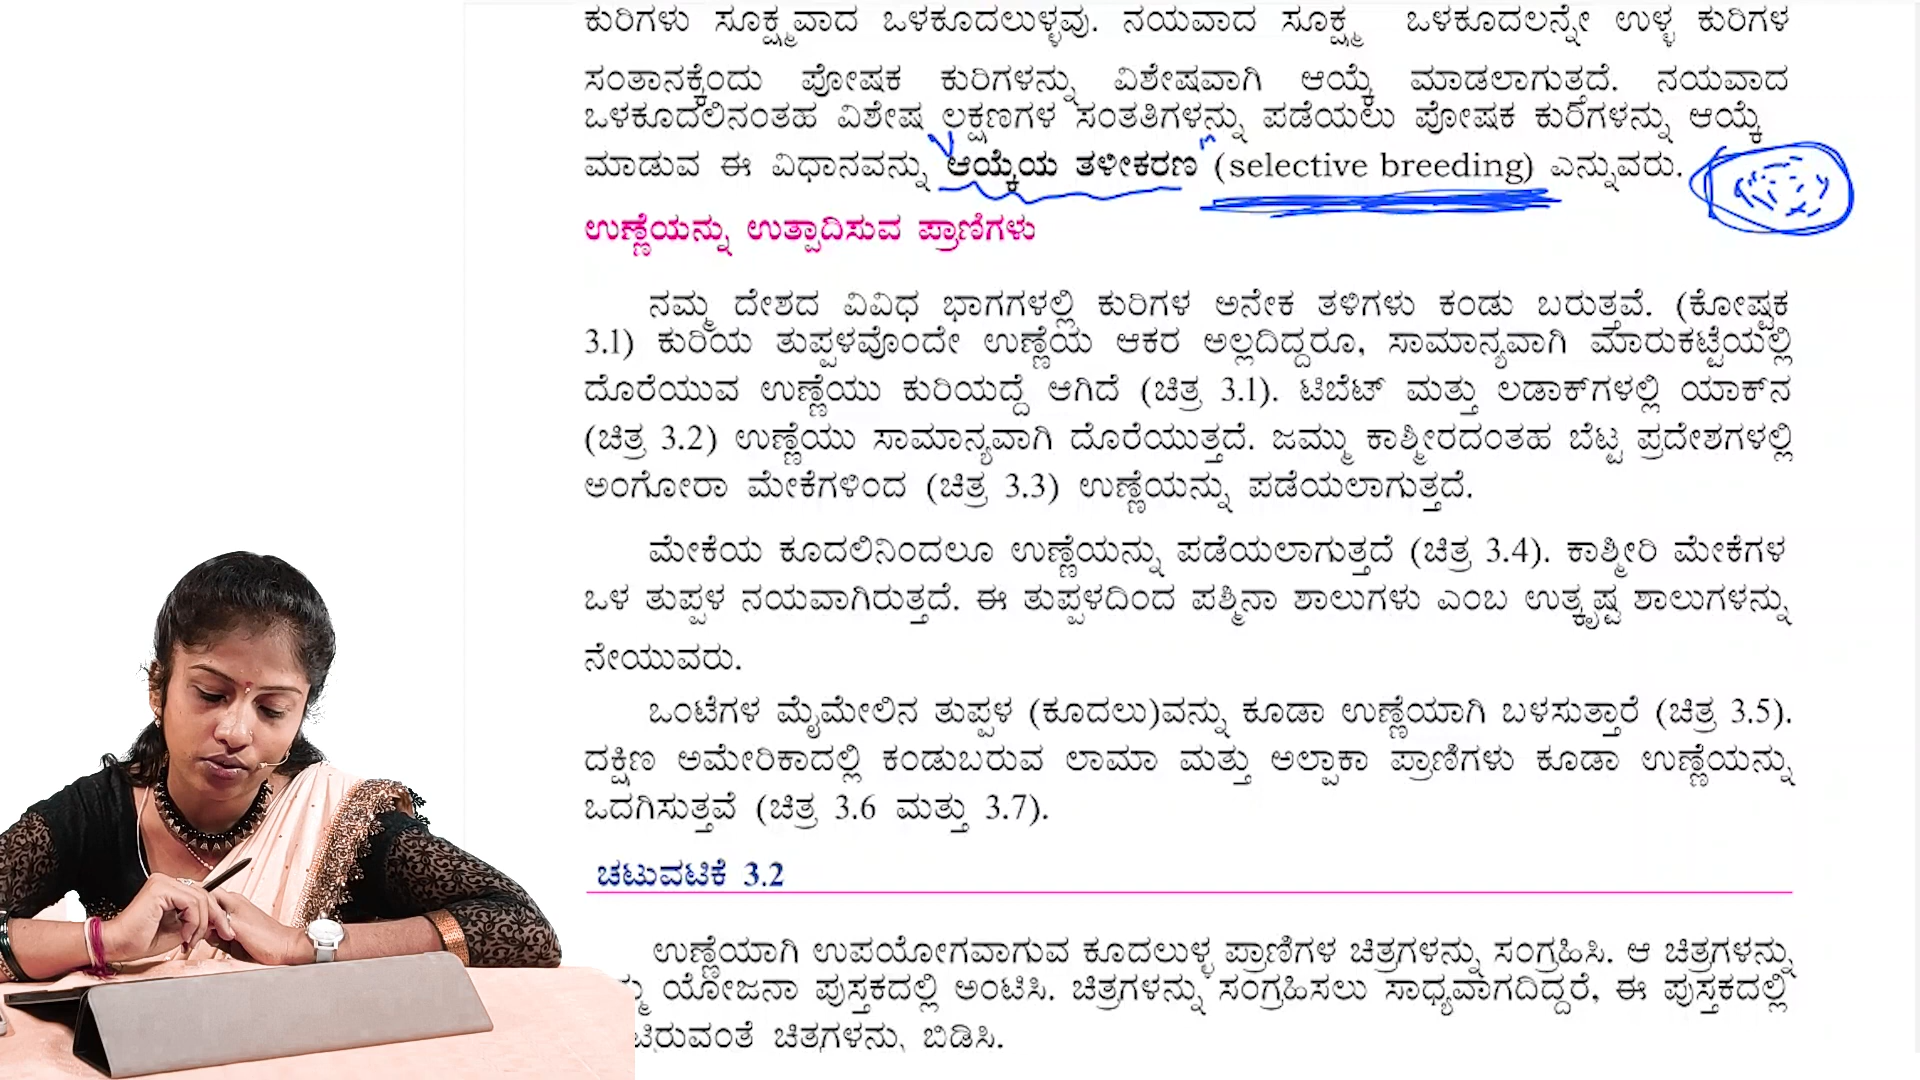 ಕುರಿಗಳು ಸೂಕ್ಷ್ಮವಾದ ಒಳಕೂದಲುಳ್ಳವು. ನಯವಾದ ಸೂಕ್ಷ್ಮ ಒಳಕೂದಲನ್ನೇ ಉಳ್ಳ ಕುರಿಗಳ
ಸಂತಾನಕ್ಕೆಂದು ಪೋಷಕ ಕುರಿಗಳನ್ನು ವಿಶೇಷವಾಗಿ ಆಯ್ಕೆ ಮಾಡಲಾಗುತ್ತದೆ. ನಯವಾದ
ಒಳಕೂದಲಿನಂತಹ ವಿಶೇಷ ಲಕ್ಷಣಗಳ ಸಂತತಿಗಳನ್ನು ಪಡೆಯಲು ಪೋಷಕ ಕುರಿಗಳನ್ನು ಆಯ್ಕೆ
ಮಾಡುವ ಈ ವಿಧಾನವನ್ನು ಆಯ್ಕೆಯ ತಳೀಕರಣ (selective breeding) ಎನ್ನುವರು.
ಉಣ್ಣೆಯನ್ನು ಉತ್ಪಾದಿಸುವ ಪ್ರಾಣಿಗಳು
ನಮ್ಮ ದೇಶದ ವಿವಿಧ ಭಾಗಗಳಲ್ಲಿ ಕುರಿಗಳ ಅನೇಕ ತಳಿಗಳು ಕಂಡು ಬರುತ್ತವೆ. (ಕೋಷ್ಟಕ
3.1) ಕುರಿಯ ತುಪ್ಪಳವೊಂದೇ ಉಣ್ಣೆಯ ಆಕರ ಅಲ್ಲದಿದ್ದರೂ, ಸಾಮಾನ್ಯವಾಗಿ ಮಾರುಕಟ್ಟೆಯಲ್ಲಿ
ದೊರೆಯುವ ಉಣ್ಣೆಯು ಕುರಿಯದ್ದೆ ಆಗಿದೆ (ಚಿತ್ರ 3.1). ಟಿಬೆಟ್ ಮತ್ತು ಲಡಾಕ್‌ಗಳಲ್ಲಿ ಯಾಕ್‌ನ
(ಚಿತ್ರ 3.2) ಉಣ್ಣೆಯು ಸಾಮಾನ್ಯವಾಗಿ ದೊರೆಯುತ್ತದೆ. ಜಮ್ಮು ಕಾಶ್ಮೀರದಂತಹ ಬೆಟ್ಟ ಪ್ರದೇಶಗಳಲ್ಲಿ
ಅಂಗೋರಾ ಮೇಕೆಗಳಿಂದ (ಚಿತ್ರ 3.3) ಉಣ್ಣೆಯನ್ನು ಪಡೆಯಲಾಗುತ್ತದೆ.
ಮೇಕೆಯ ಕೂದಲಿನಿಂದಲೂ ಉಣ್ಣೆಯನ್ನು ಪಡೆಯಲಾಗುತ್ತದೆ (ಚಿತ್ರ 3.4). ಕಾಶ್ಮೀರಿ ಮೇಕೆಗಳ
ಒಳ ತುಪ್ಪಳ ನಯವಾಗಿರುತ್ತದೆ. ಈ ತುಪ್ಪಳದಿಂದ ಪಶ್ಮಿನಾ ಶಾಲುಗಳು ಎಂಬ ಉತ್ಕೃಷ್ಟ ಶಾಲುಗಳನ್ನು
ನೇಯುವರು.
ಒಂಟೆಗಳ ಮೈಮೇಲಿನ ತುಪ್ಪಳ (ಕೂದಲು)ವನ್ನು ಕೂಡಾ ಉಣ್ಣೆಯಾಗಿ ಬಳಸುತ್ತಾರೆ (ಚಿತ್ರ 3.5).
ದಕ್ಷಿಣ ಅಮೇರಿಕಾದಲ್ಲಿ ಕಂಡುಬರುವ ಲಾಮಾ ಮತ್ತು ಅಲ್ಪಾಕಾ ಪ್ರಾಣಿಗಳು ಕೂಡಾ ಉಣ್ಣೆಯನ್ನು
ಒದಗಿಸುತ್ತವೆ (ಚಿತ್ರ 3.6 ಮತ್ತು 3.7).
ಚಟುವಟಿಕೆ 3.2
ಉಣ್ಣೆಯಾಗಿ ಉಪಯೋಗವಾಗುವ ಕೂದಲುಳ್ಳ ಪ್ರಾಣಿಗಳ ಚಿತ್ರಗಳನ್ನು ಸಂಗ್ರಹಿಸಿ. ಆ ಚಿತ್ರಗಳನ್ನು
ಯೋಜನಾ ಪುಸ್ತಕದಲ್ಲಿ ಅಂಟಿಸಿ. ಚಿತ್ರಗಳನ್ನು ಸಂಗ್ರಹಿಸಲು ಸಾಧ್ಯವಾಗದಿದ್ದರೆ, ಈ ಪುಸ್ತಕದಲ್ಲಿ
ಚಿತ್ರಗಳನ್ನು ಬಿಡಿಸಿ.